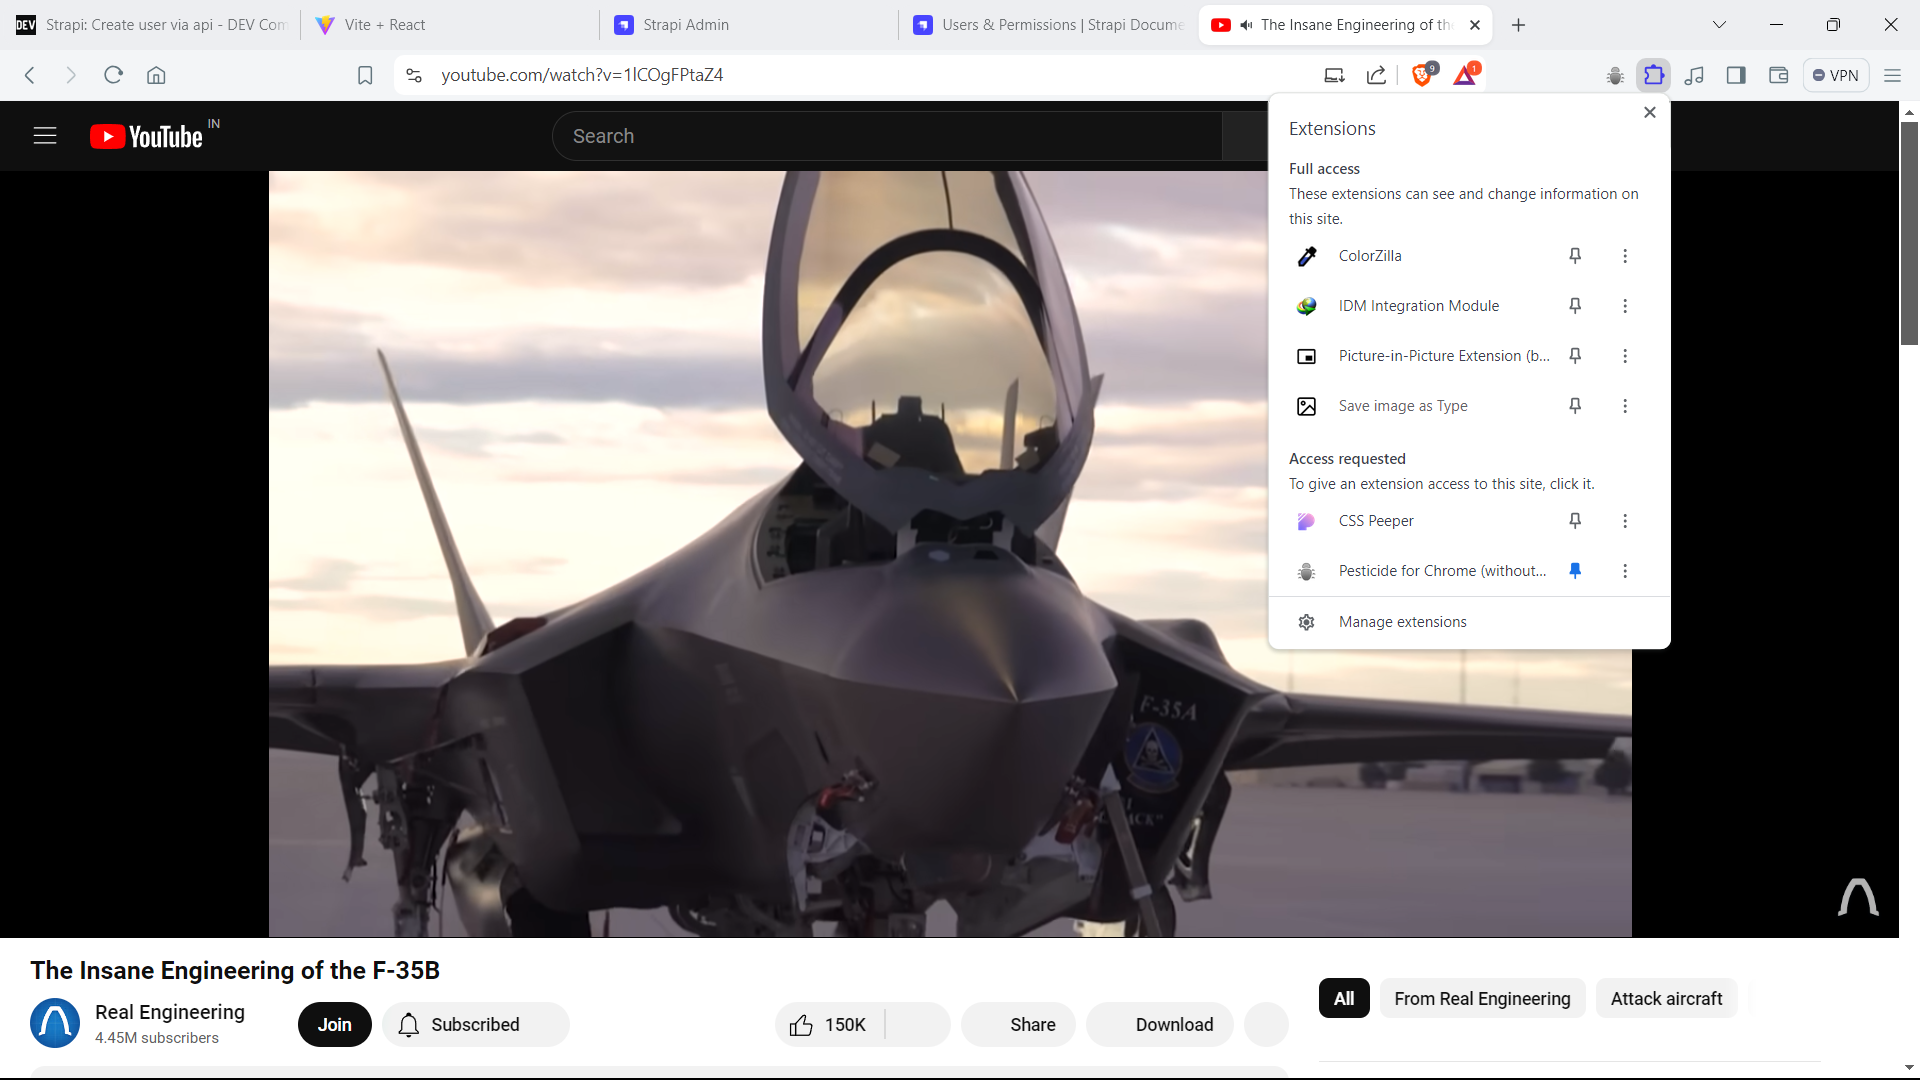 Strapi: Create user via api - DEV Com
Vite + React
Strapi Admin
Users & Permissions | Strapi Docume
The Insane Engineering of th
youtube.com/watch?v=1lCOgFPtaZ4
9
1
VPN
YouTube
IN
Search
Extensions
Full access
These extensions can see and change information on
this site.
ColorZilla
IDM Integration Module
Picture-in-Picture Extension (b...
Save image as Type
Access requested
To give an extension access to this site, click it.
CSS Peeper
Pesticide for Chrome (without...
Manage extensions
F-35A
The Insane Engineering of the F-35B
Real Engineering
4.45M subscribers
Join
Subscribed
150K
Share
Download
All
From Real Engineering
Attack aircraft